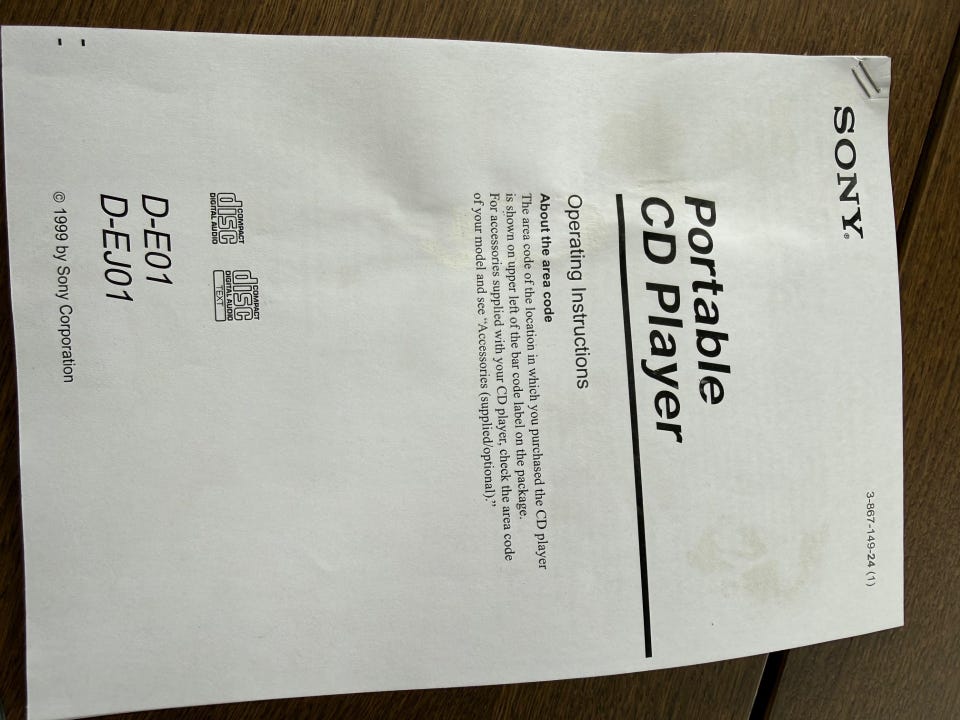 3-867-149-24 (1)
SONY®
Portable
CD Player
Operating Instructions
About the area code
The area code of the location in which you purchased the CD player
is shown on upper left of the bar code label on the package.
For accessories supplied with your CD player, check the area code
of your model and see “Accessories (supplied/optional).”
COMPACT
disc
DIGITAL AUDIO
COMPACT
disc
DIGITAL AUDIO
TEXT
D-E01
D-EJ01
© 1999 by Sony Corporation